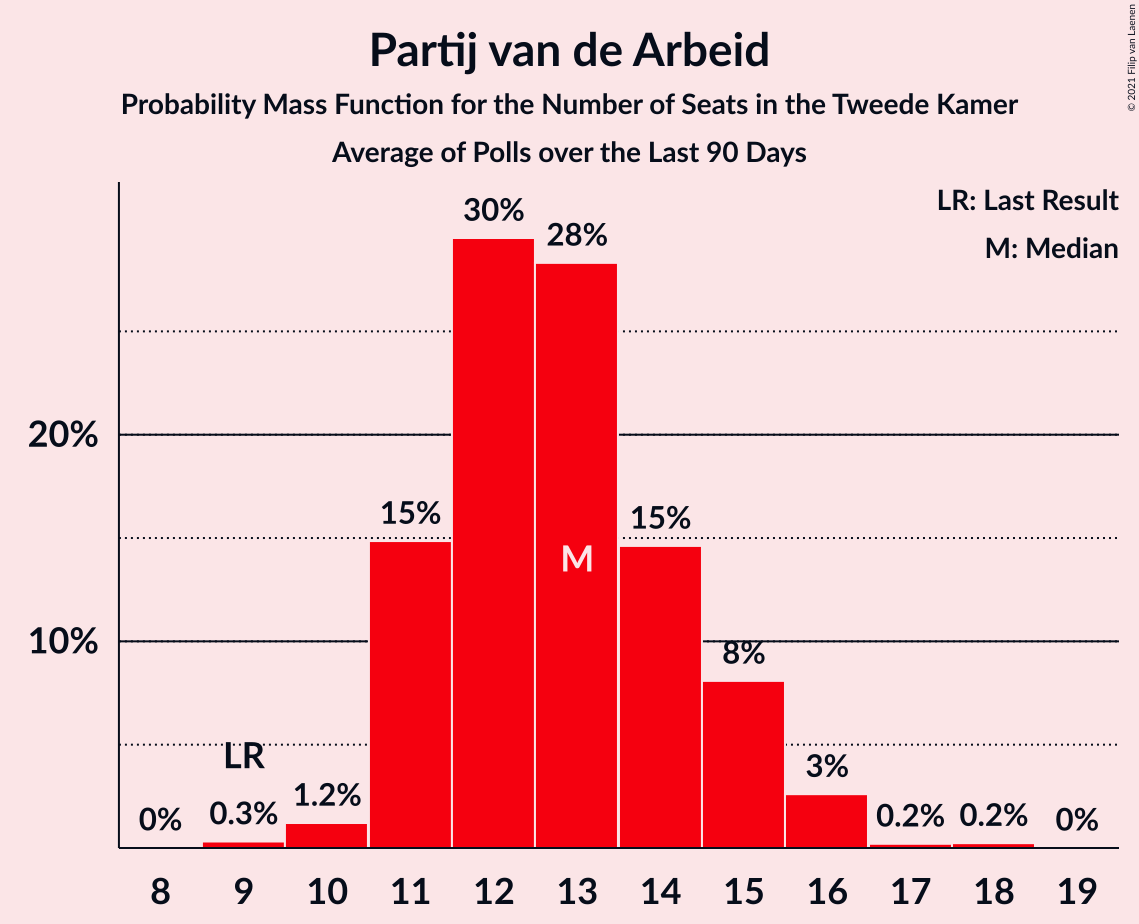 Partij van de Arbeid
Probability Mass Function for the Number of Seats in the Tweede Kamer
Average of Polls over the Last 90 Days
© 2021 Filip van Laenen
LR: Last Result
M: Median
30%
28%
20%
15%
15%
M
10%
8%
LR
3%
1.2%
0.3%
0%
0.2%
0.2%
0%
8 9 10 11 12 13 14 15 16 17 18 19